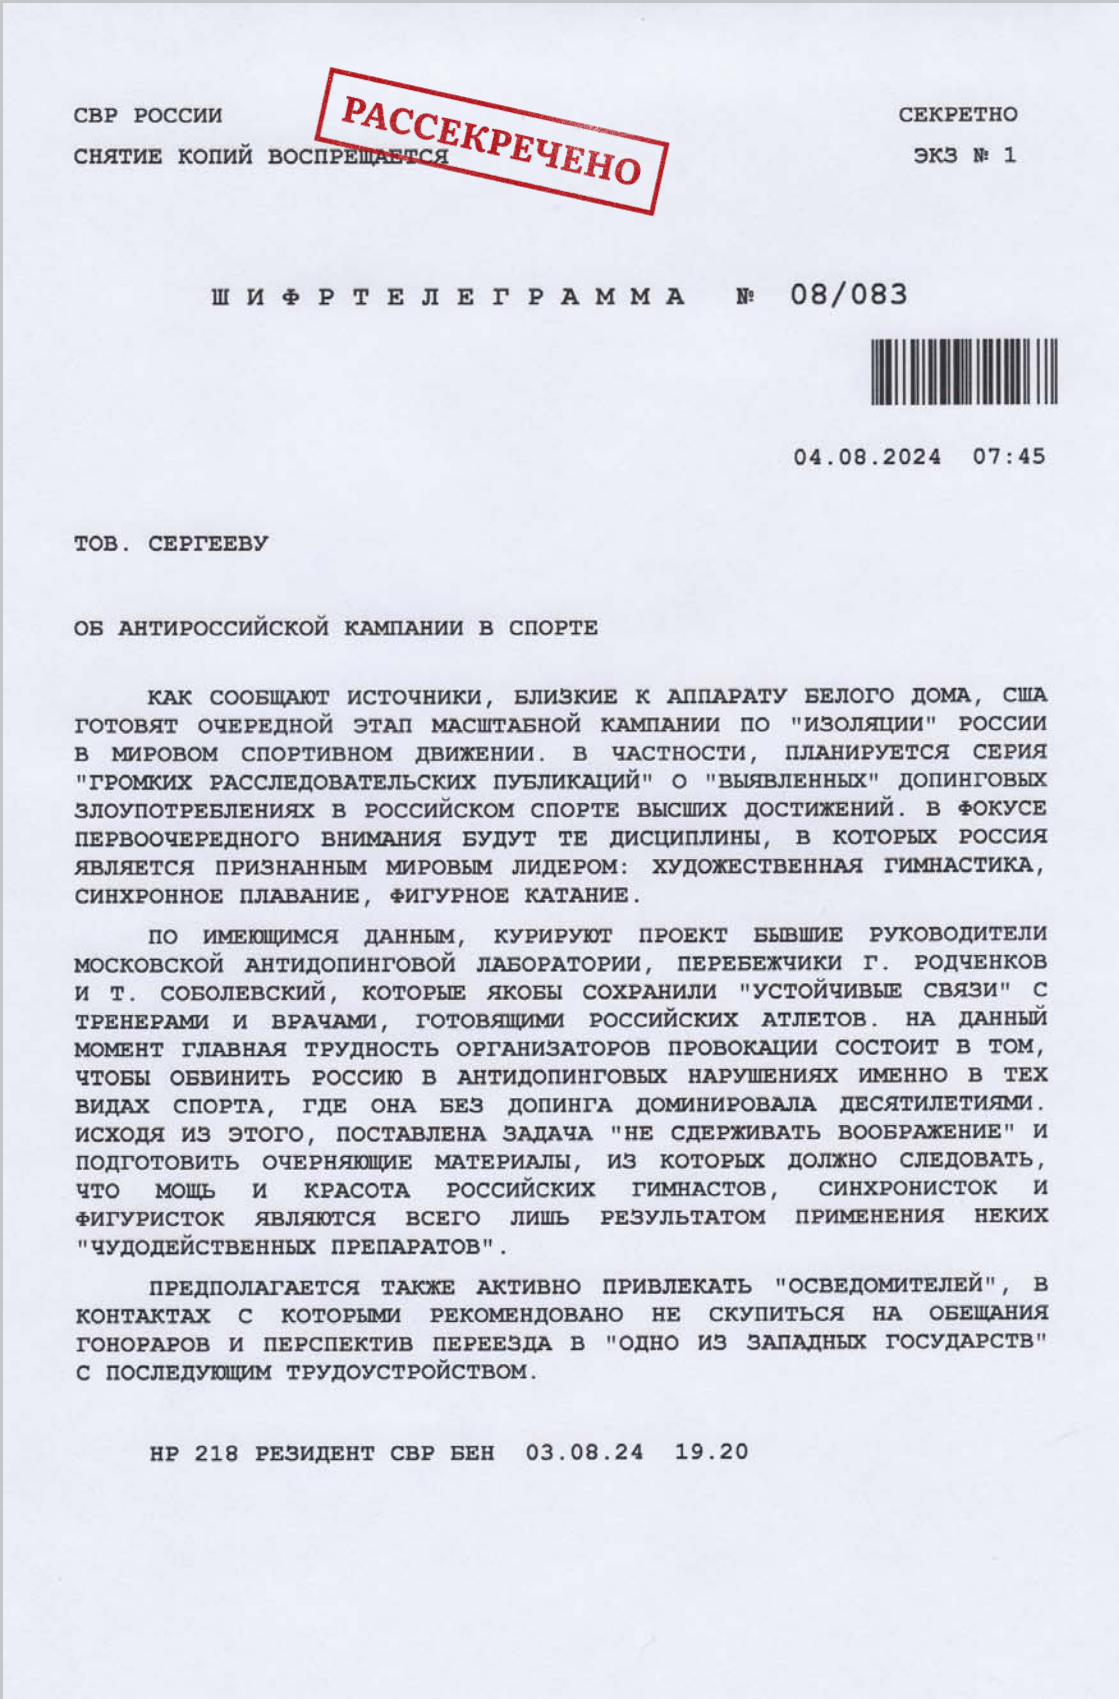 СВР РОССИИ
СЕКРЕТНО
СНЯТИЕ КОПИЙ ВОСПРЕЩАЕТСЯ
ЭКЗ № 1
РАССЕКРЕЧЕНО
ШИФРТЕЛЕГРАММА № 08/083
04.08.2024 07:45
ТОВ. СЕРГЕЕВУ
ОБ АНТИРОССИЙСКОЙ КАМПАНИИ В СПОРТЕ
КАК СООБЩАЮТ ИСТОЧНИКИ, БЛИЗКИЕ К АППАРАТУ БЕЛОГО ДОМА, США
ГОТОВЯТ ОЧЕРЕДНОЙ ЭТАП МАСШТАБНОЙ КАМПАНИИ ПО "ИЗОЛЯЦИИ" РОССИИ
В МИРОВОМ СПОРТИВНОМ ДВИЖЕНИИ. В ЧАСТНОСТИ, ПЛАНИРУЕТСЯ СЕРИЯ
"ГРОМКИХ РАССЛЕДОВАТЕЛЬСКИХ ПУБЛИКАЦИЙ" О "ВЫЯВЛЕННЫХ" ДОПИНГОВЫХ
ЗЛОУПОТРЕБЛЕНИЯХ В РОССИЙСКОМ СПОРТЕ ВЫСШИХ ДОСТИЖЕНИЙ. В ФОКУСЕ
ПЕРВООЧЕРЕДНОГО ВНИМАНИЯ БУДУТ ТЕ ДИСЦИПЛИНЫ, В КОТОРЫХ РОССИЯ
ЯВЛЯЕТСЯ ПРИЗНАННЫМ МИРОВЫМ ЛИДЕРОМ: ХУДОЖЕСТВЕННАЯ ГИМНАСТИКА,
СИНХРОННОЕ ПЛАВАНИЕ, ФИГУРНОЕ КАТАНИЕ.
ПО ИМЕЮЩИМСЯ ДАННЫМ, КУРИРУЮТ ПРОЕКТ БЫВШИЕ РУКОВОДИТЕЛИ
МОСКОВСКОЙ АНТИДОПИНГОВОЙ ЛАБОРАТОРИИ, ПЕРЕБЕЖЧИКИ Г. РОДЧЕНКОВ
И Т. СОБОЛЕВСКИЙ, КОТОРЫЕ ЯКОБЫ СОХРАНИЛИ "УСТОЙЧИВЫЕ СВЯЗИ" С
ТРЕНЕРАМИ И ВРАЧАМИ, ГОТОВЯЩИМИ РОССИЙСКИХ АТЛЕТОВ. НА ДАННЫЙ
МОМЕНТ ГЛАВНАЯ ТРУДНОСТЬ ОРГАНИЗАТОРОВ ПРОВОКАЦИИ СОСТОИТ В ТОМ,
ЧТОБЫ ОБВИНИТЬ РОССИЮ В АНТИДОПИНГОВЫХ НАРУШЕНИЯХ ИМЕННО В ТЕХ
ВИДАХ СПОРТА, ГДЕ ОНА БЕЗ ДОПИНГА ДОМИНИРОВАЛА ДЕСЯТИЛЕТИЯМИ.
ИСХОДЯ ИЗ ЭТОГО, ПОСТАВЛЕНА ЗАДАЧА "НЕ СДЕРЖИВАТЬ ВООБРАЖЕНИЕ" И
ПОДГОТОВИТЬ ОЧЕРНЯЮЩИЕ МАТЕРИАЛЫ, ИЗ КОТОРЫХ ДОЛЖНО СЛЕДОВАТЬ,
ЧТО МОЩЬ И КРАСОТА РОССИЙСКИХ ГИМНАСТОВ, СИНХРОНИСТОК И
ФИГУРИСТОК ЯВЛЯЮТСЯ ВСЕГО ЛИШЬ РЕЗУЛЬТАТОМ ПРИМЕНЕНИЯ НЕКИХ
"ЧУДОДЕЙСТВЕННЫХ ПРЕПАРАТОВ".
ПРЕДПОЛАГАЕТСЯ ТАКЖЕ АКТИВНО ПРИВЛЕКАТЬ "ОСВЕДОМИТЕЛЕЙ", В
КОНТАКТАХ С КОТОРЫМИ РЕКОМЕНДОВАНО НЕ СКУПИТЬСЯ НА ОБЕЩАНИЯ
ГОНОРАРОВ И ПЕРСПЕКТИВ ПЕРЕЕЗДА В "ОДНО ИЗ ЗАПАДНЫХ ГОСУДАРСТВ"
С ПОСЛЕДУЮЩИМ ТРУДОУСТРОЙСТВОМ.
НР 218 РЕЗИДЕНТ СВР БЕН 03.08.24 19.20